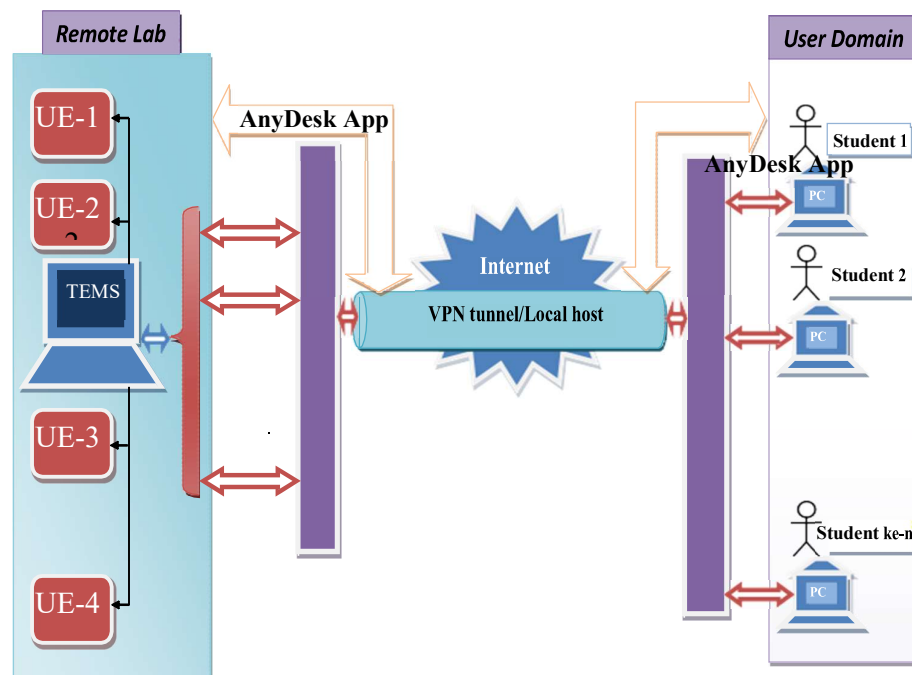 Remote Lab
User Domain
UE-1
AnyDesk App
Student 1
AnyDesk App
PC
UE-2
Internet
Student 2
TEMS
VPN tunnel/Local host
PC
UE-3
Student ke-n
UE-4
PC